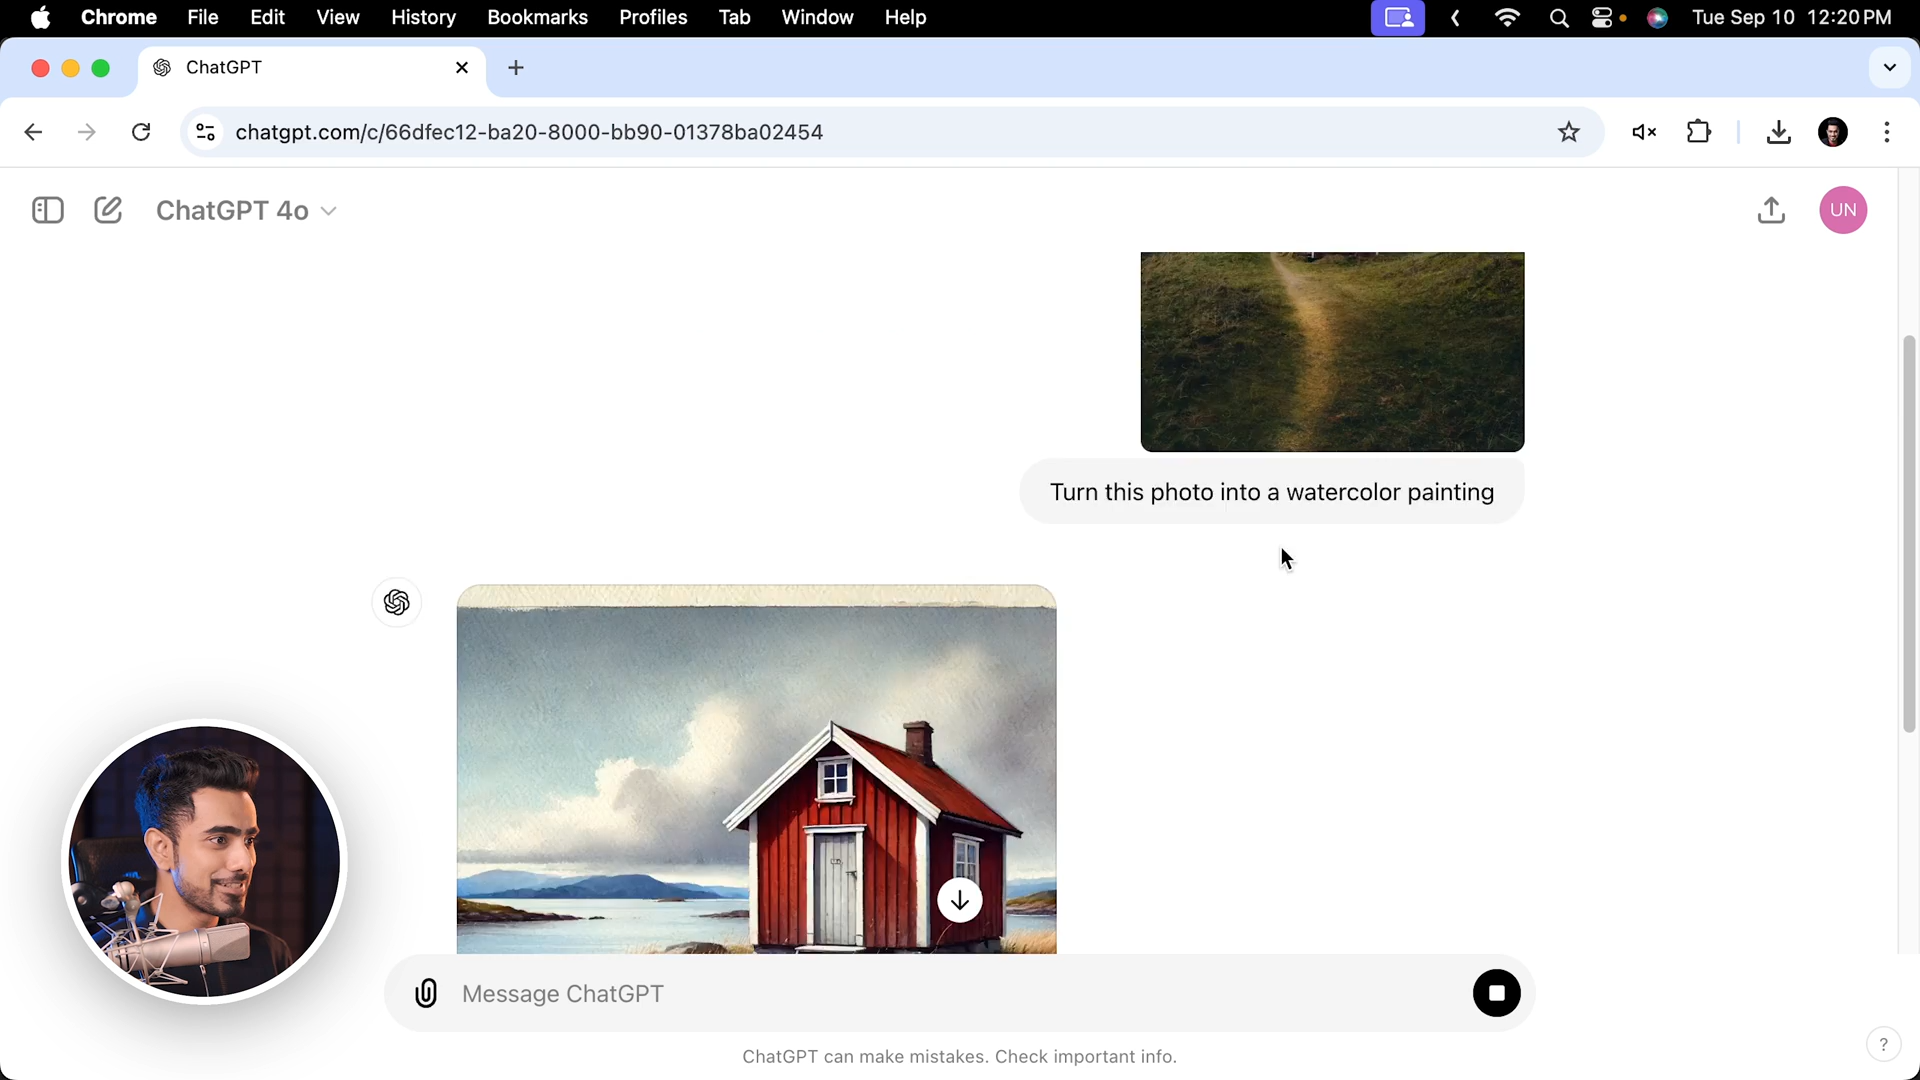 Chrome File Edit View History Bookmarks Profiles Tab Window Help Tue Sep 10 12:20 PM
ChatGPT
chatgpt.com/c/66dfec12-ba20-8000-bb90-01378ba02454
ChatGPT 4o
UN
Turn this photo into a watercolor painting
Message ChatGPT
ChatGPT can make mistakes. Check important info.
?